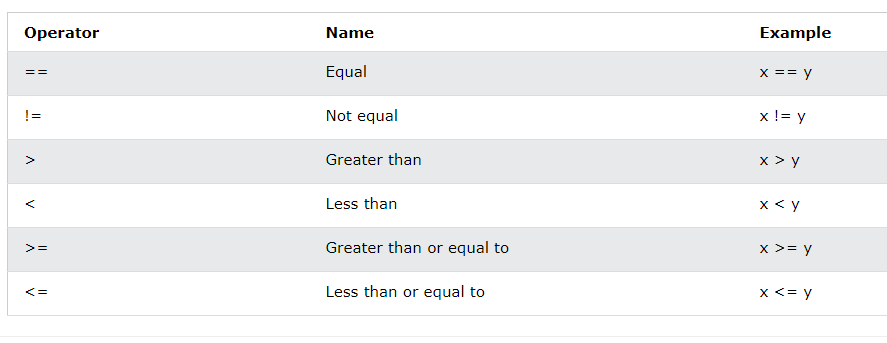 Operator Name Example
== Equal x == y
!= Not equal x != y
> Greater than x > y
< Less than x < y
>= Greater than or equal to x >= y
<= Less than or equal to x <= y